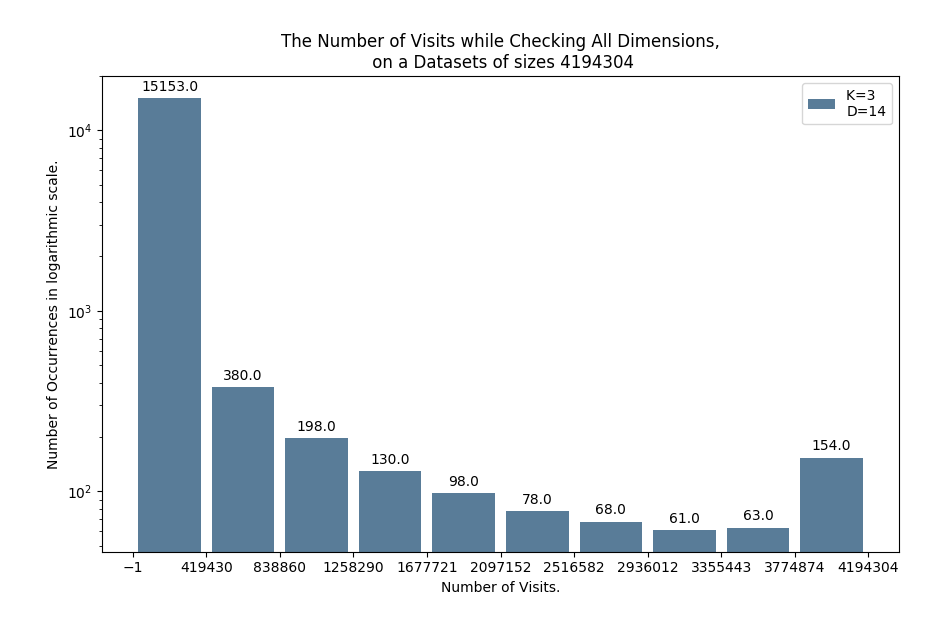 The Number of Visits while Checking All Dimensions,
on a Datasets of sizes 4194304
K=3
D=14
Number of Occurrences in logarithmic scale.
10^4
10^3
10^2
15153.0
380.0
198.0
130.0
98.0
78.0
68.0
61.0
63.0
154.0
−1 419430 838860 1258290 1677721 2097152 2516582 2936012 3355443 3774874 4194304
Number of Visits.